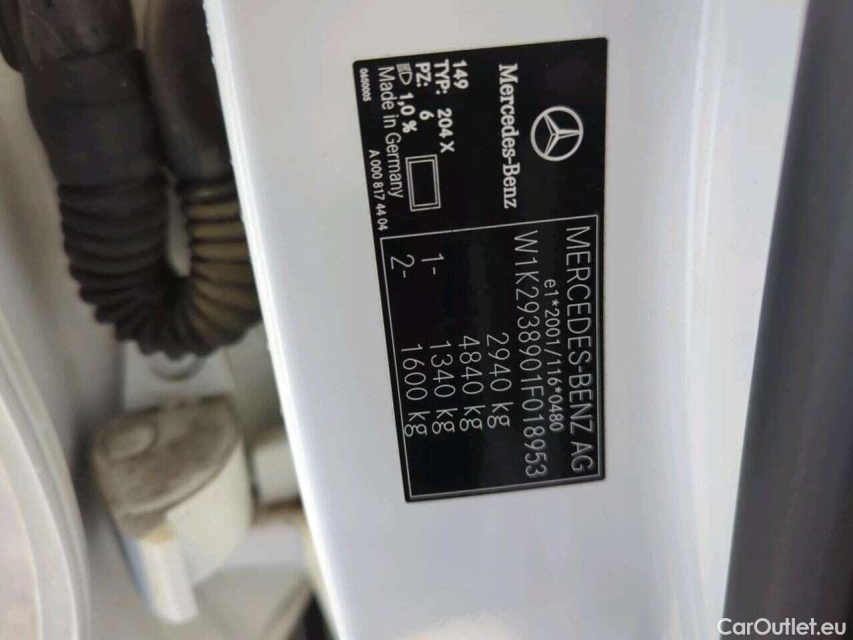 Mercedes-Benz
149
TYP: 204 X
PZ: 6
1,0 %
Made in Germany
0650005
A 000 817 44 04
MERCEDES-BENZ AG
e1*2001/116*0480
W1K2938901F018953
2940 kg
4840 kg
1- 1340 kg
2- 1600 kg
CarOutlet.eu